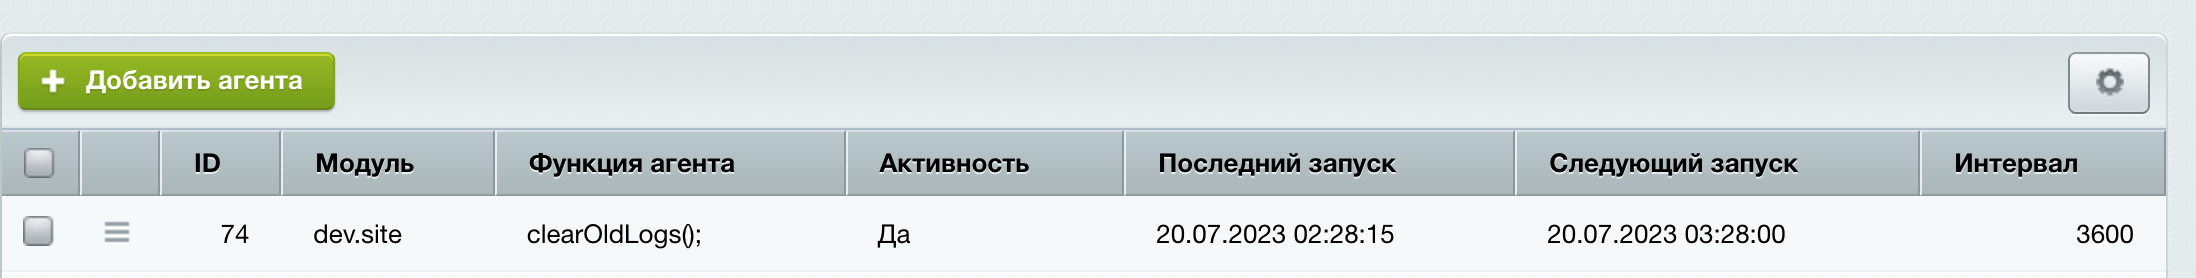 Добавить агента
ID Модуль Функция агента Активность Последний запуск Следующий запуск Интервал
74 dev.site clearOldLogs(); Да 20.07.2023 02:28:15 20.07.2023 03:28:00 3600